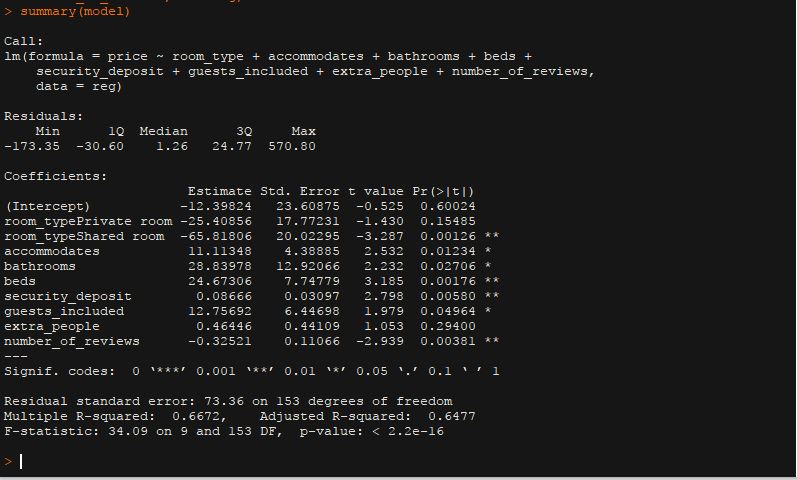 > summary(model)
Call:
lm(formula = price ~ room_type + accommodates + bathrooms + beds +
    security_deposit + guests_included + extra_people + number_of_reviews,
    data = reg)
Residuals:
    Min      1Q  Median      3Q     Max
-173.35  -30.60    1.26   24.77  570.80
Coefficients:
                       Estimate Std. Error t value Pr(>|t|)
(Intercept)           -12.39824   23.60875  -0.525  0.60024
room_typePrivate room -25.40856   17.77231  -1.430  0.15485
room_typeShared room  -65.81806   20.02295  -3.287  0.00126 **
accommodates           11.11348    4.38885   2.532  0.01234 *
bathrooms              28.83978   12.92066   2.232  0.02706 *
beds                   24.67306    7.74779   3.185  0.00176 **
security_deposit        0.08666    0.03097   2.798  0.00580 **
guests_included        12.75692    6.44698   1.979  0.04964 *
extra_people            0.46446    0.44109   1.053  0.29400
number_of_reviews      -0.32521    0.11066  -2.939  0.00381 **
---
Signif. codes:  0 ‘***’ 0.001 ‘**’ 0.01 ‘*’ 0.05 ‘.’ 0.1 ‘ ’ 1
Residual standard error: 73.36 on 153 degrees of freedom
Multiple R-squared:  0.6672,    Adjusted R-squared:  0.6477
F-statistic: 34.09 on 9 and 153 DF,  p-value: < 2.2e-16
>